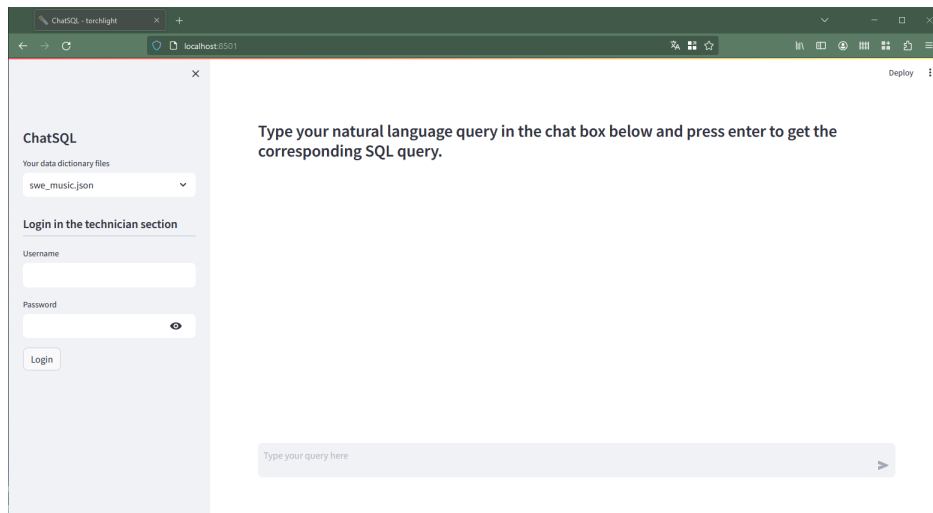 ChatSQL - torchlight
localhost:8501
Deploy
ChatSQL
Your data dictionary files
swe_music.json
Login in the technician section
Username
Password
Login
Type your natural language query in the chat box below and press enter to get the
corresponding SQL query.
Type your query here